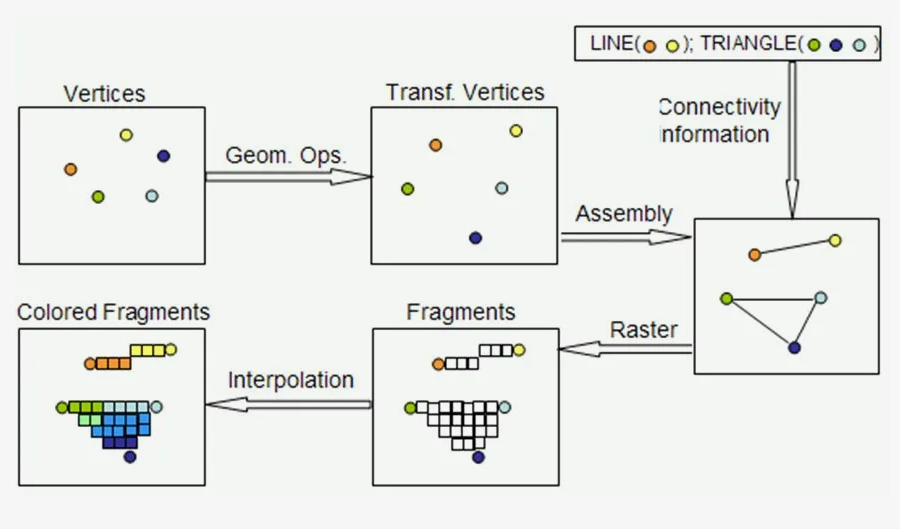 LINE( ); TRIANGLE( )
Vertices
Transf. Vertices
Connectivity
information
Geom. Ops.
Assembly
Colored Fragments
Fragments
Raster
Interpolation